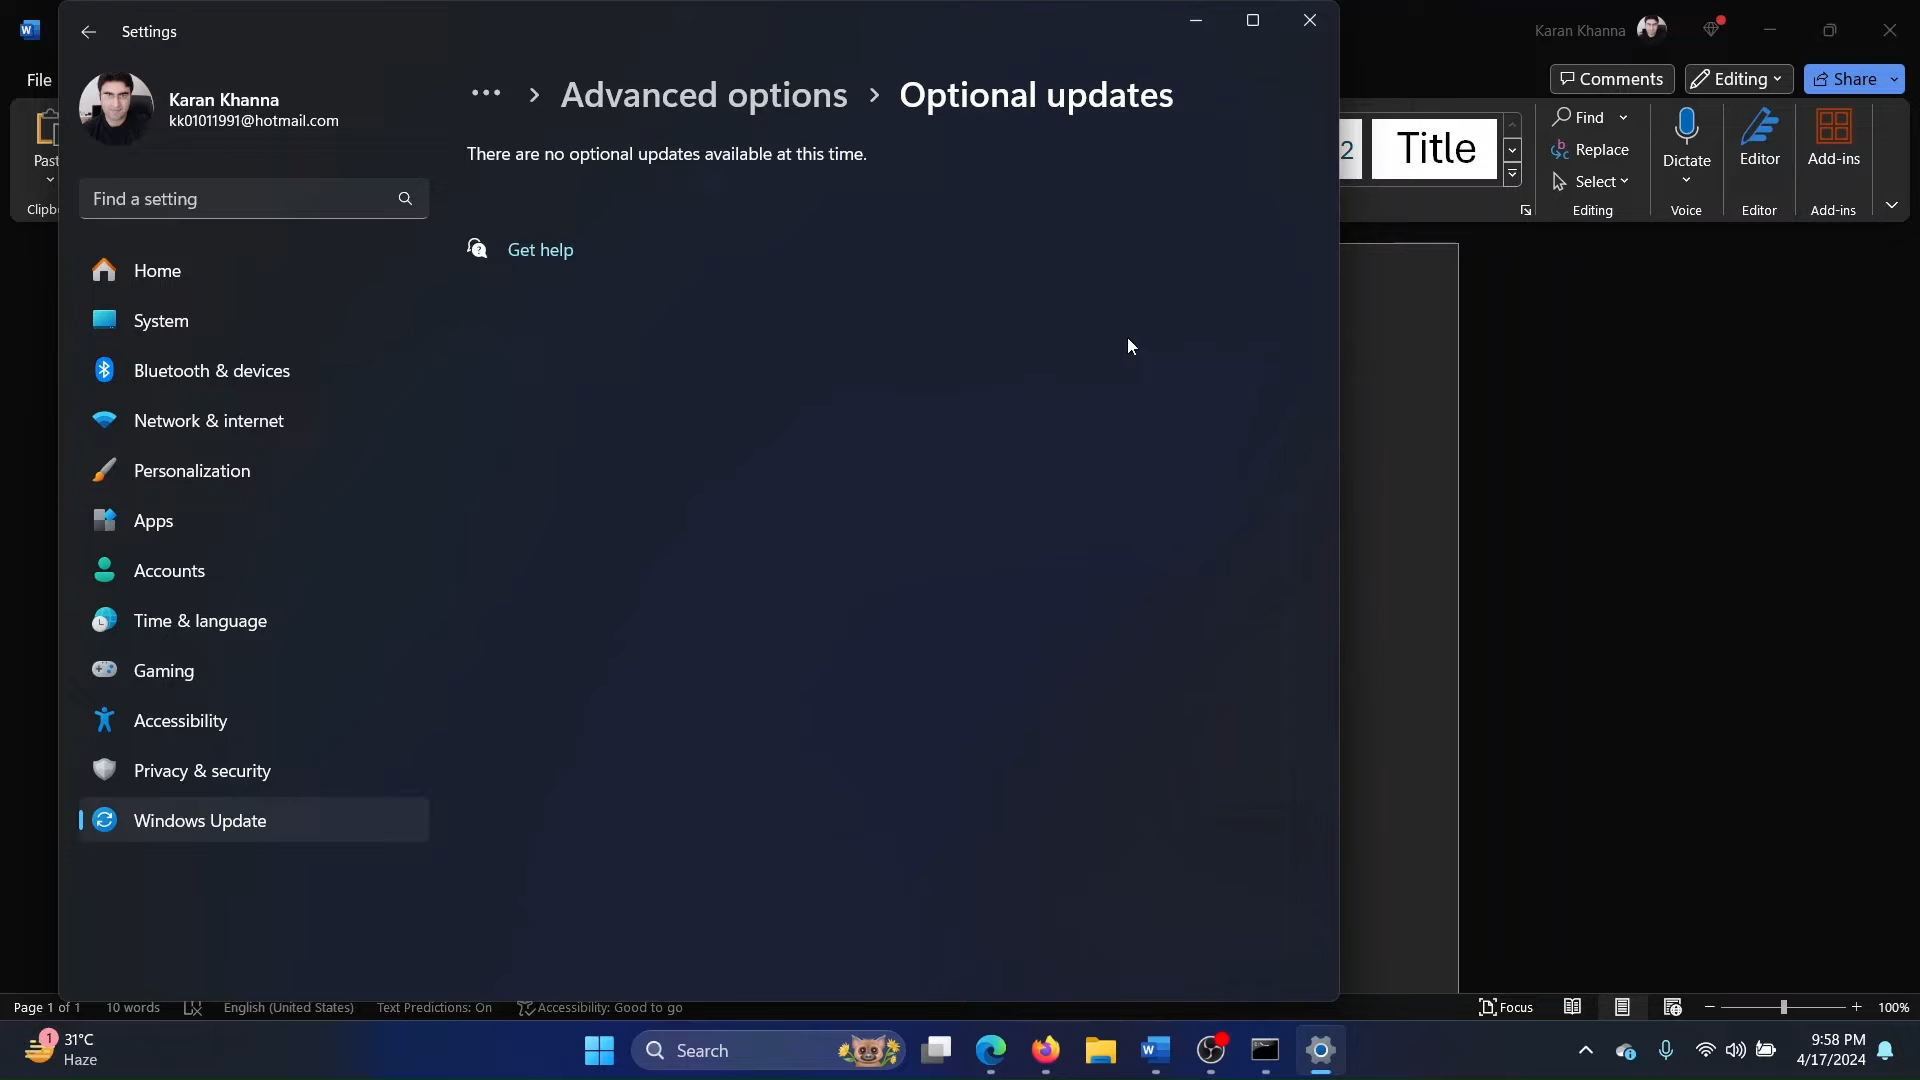 Settings
Karan Khanna
kk01011991@hotmail.com
Find a setting
Home
System
Bluetooth & devices
Network & internet
Personalization
Apps
Accounts
Time & language
Gaming
Accessibility
Privacy & security
Windows Update
Advanced options > Optional updates
There are no optional updates available at this time.
Get help
File
Past
Clipb
Karan Khanna
Comments
Editing
Share
2
Title
Find
Replace
Select
Editing
Dictate
Voice
Editor
Editor
Add-ins
Add-ins
Page 1 of 1
10 words
English (United States)
Text Predictions: On
Accessibility: Good to go
Focus
100%
1
31°C
Haze
Search
9:58 PM
4/17/2024